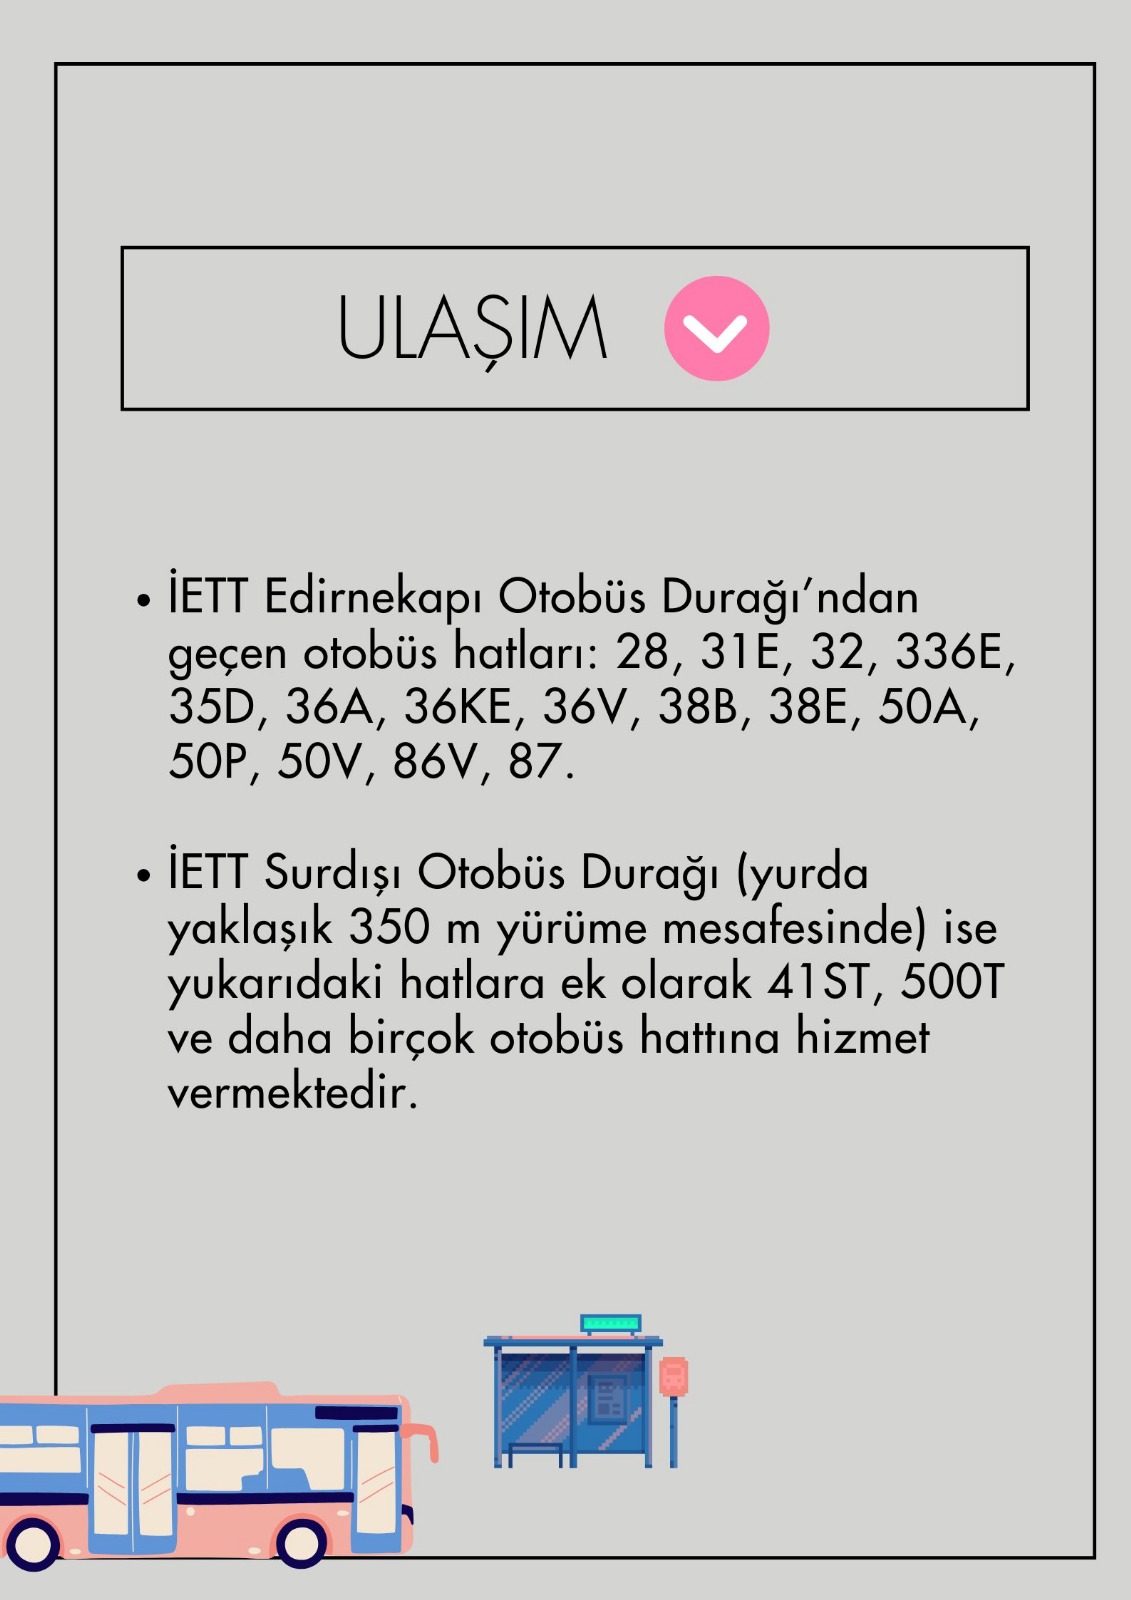 ULAŞIM
• İETT Edirnekapı Otobüs Durağı’ndan
geçen otobüs hatları: 28, 31E, 32, 336E,
35D, 36A, 36KE, 36V, 38B, 38E, 50A,
50P, 50V, 86V, 87.
• İETT Surdışı Otobüs Durağı (yurda
yaklaşık 350 m yürüme mesafesinde) ise
yukarıdaki hatlara ek olarak 41ST, 500T
ve daha birçok otobüs hattına hizmet
vermektedir.